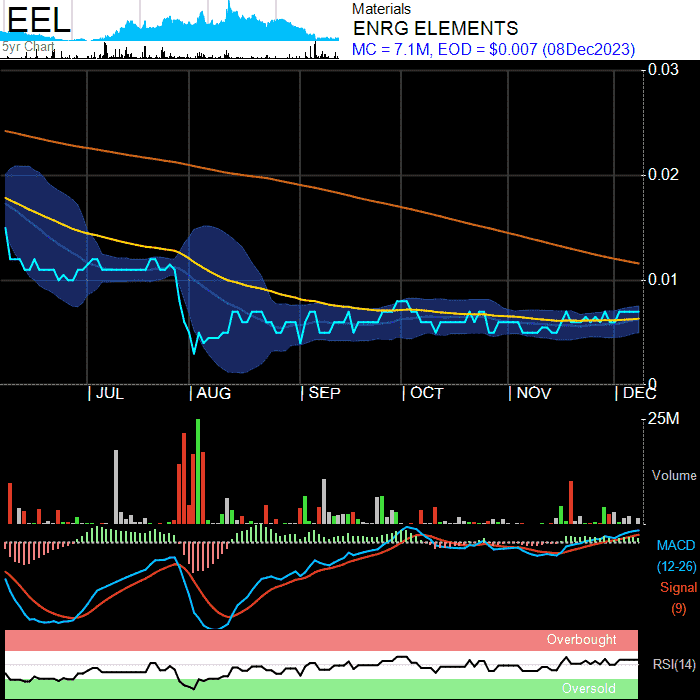 EEL
5yr Chart
Materials
ENRG ELEMENTS
MC = 7.1M, EOD = $0.007 (08Dec2023)
0.03
0.02
0.01
0
| JUL | AUG | SEP | OCT | NOV | DEC
25M
Volume
MACD
(12-26)
Signal
(9)
Overbought
RSI(14)
Oversold